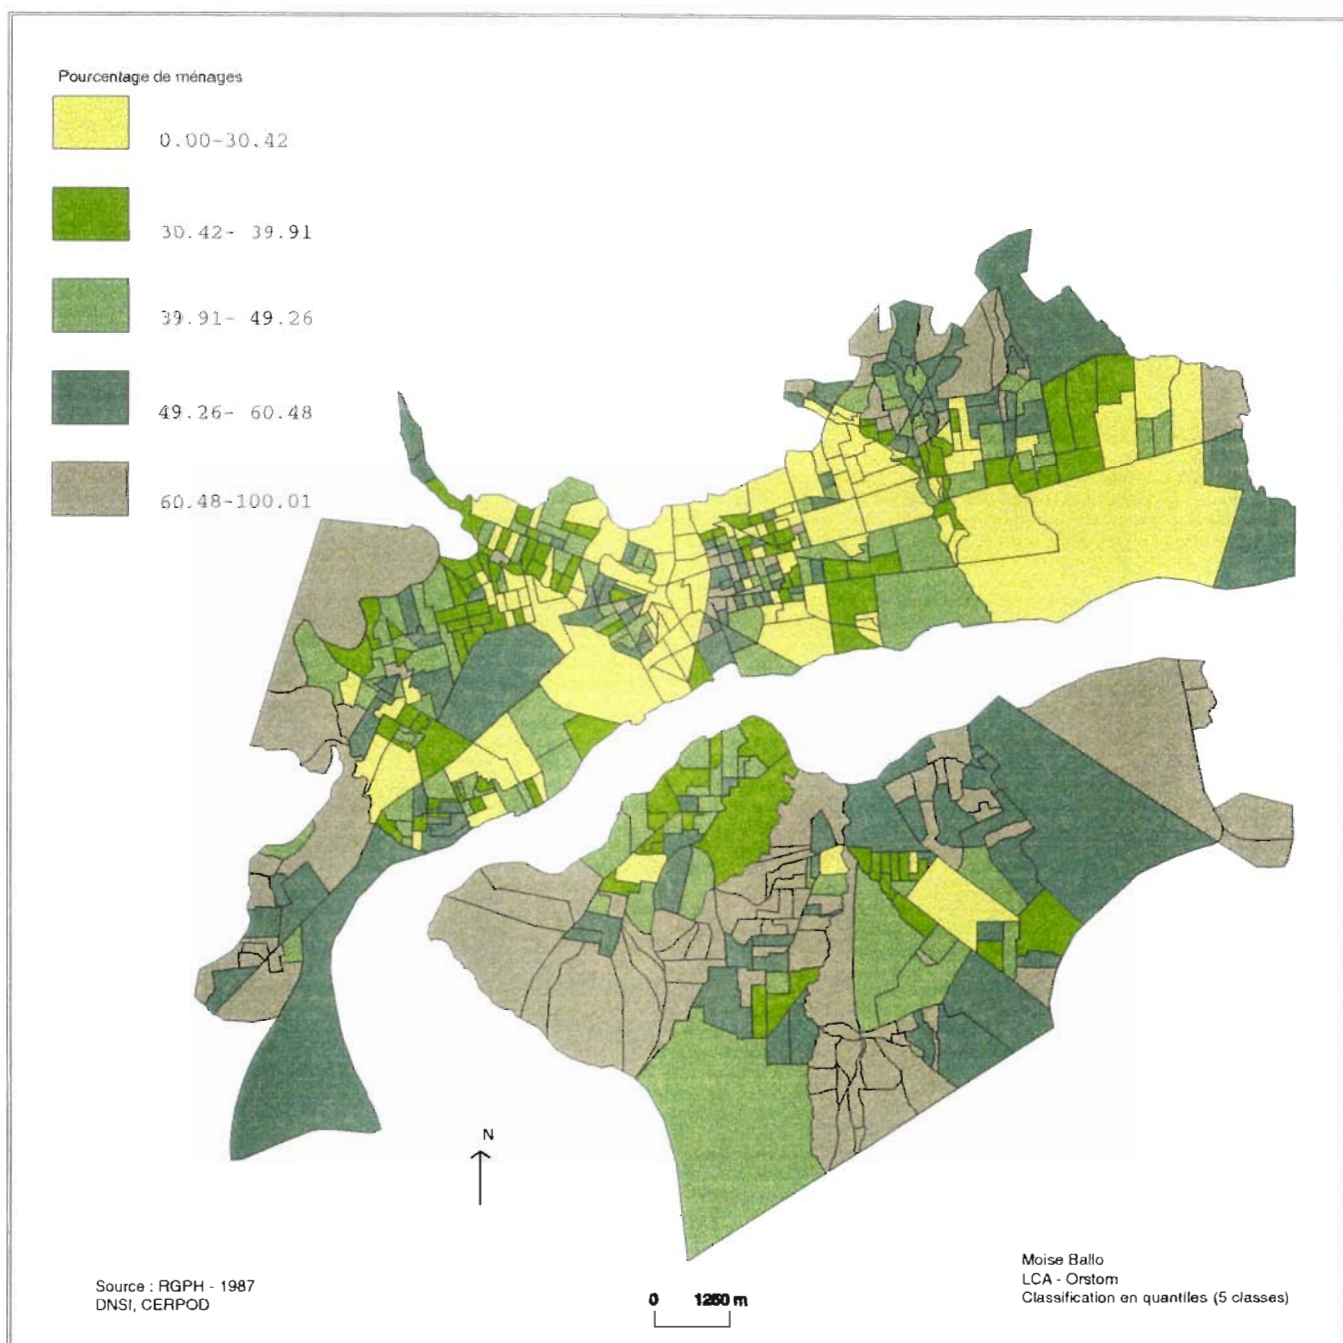 Pourcentage de ménages
0.00-30.42
30.42- 39.91
39.91- 49.26
49.26- 60.48
60.48-100.01
N
Source : RGPH - 1987
DNSI, CERPOD
0 1250 m
Moise Ballo
LCA - Orstom
Classification en quantiles (5 classes)